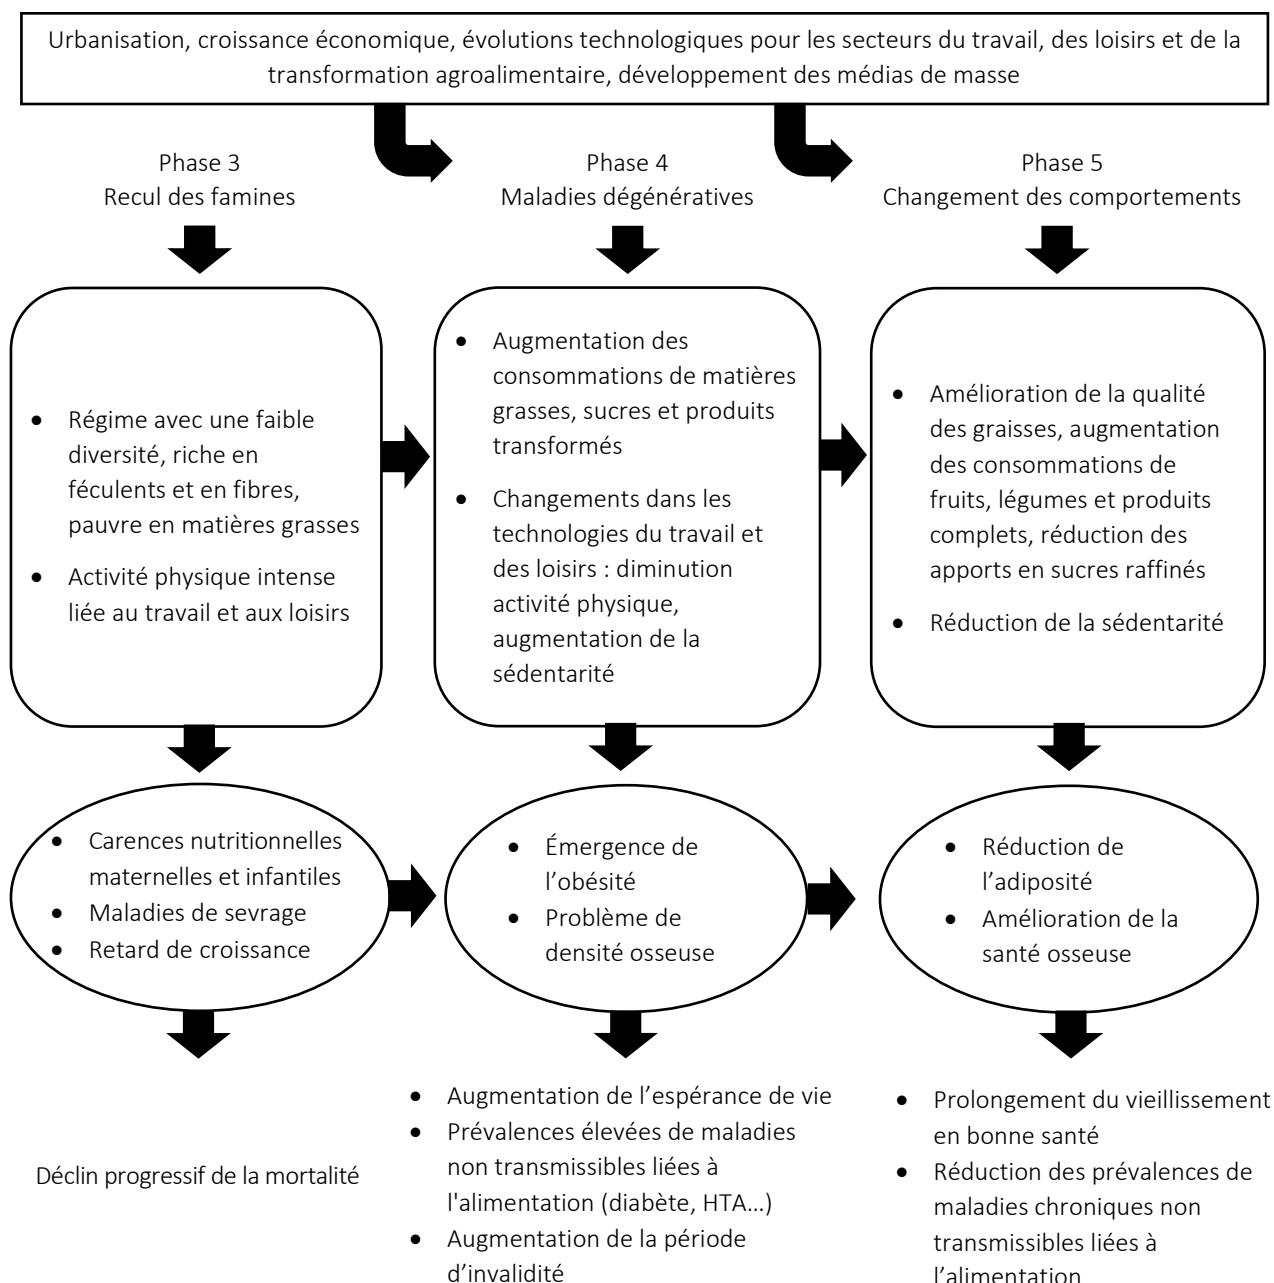 Urbanisation, croissance économique, évolutions technologiques pour les secteurs du travail, des loisirs et de la
transformation agroalimentaire, développement des médias de masse
Phase 3
Recul des famines
Phase 4
Maladies dégénératives
Phase 5
Changement des comportements
• Régime avec une faible
diversité, riche en
féculents et en fibres,
pauvre en matières grasses
• Activité physique intense
liée au travail et aux loisirs
• Augmentation des
consommations de matières
grasses, sucres et produits
transformés
• Changements dans les
technologies du travail et
des loisirs : diminution
activité physique,
augmentation de la
sédentarité
• Amélioration de la qualité
des graisses, augmentation
des consommations de
fruits, légumes et produits
complets, réduction des
apports en sucres raffinés
• Réduction de la sédentarité
• Carences nutritionnelles
maternelles et infantiles
• Maladies de sevrage
• Retard de croissance
• Émergence de
l’obésité
• Problème de
densité osseuse
• Réduction de
l’adiposité
• Amélioration de la
santé osseuse
Déclin progressif de la mortalité
• Augmentation de l’espérance de vie
• Prévalences élevées de maladies
non transmissibles liées à
l'alimentation (diabète, HTA…)
• Augmentation de la période
d’invalidité
• Prolongement du vieillissement
en bonne santé
• Réduction des prévalences de
maladies chroniques non
transmissibles liées à
l’alimentation